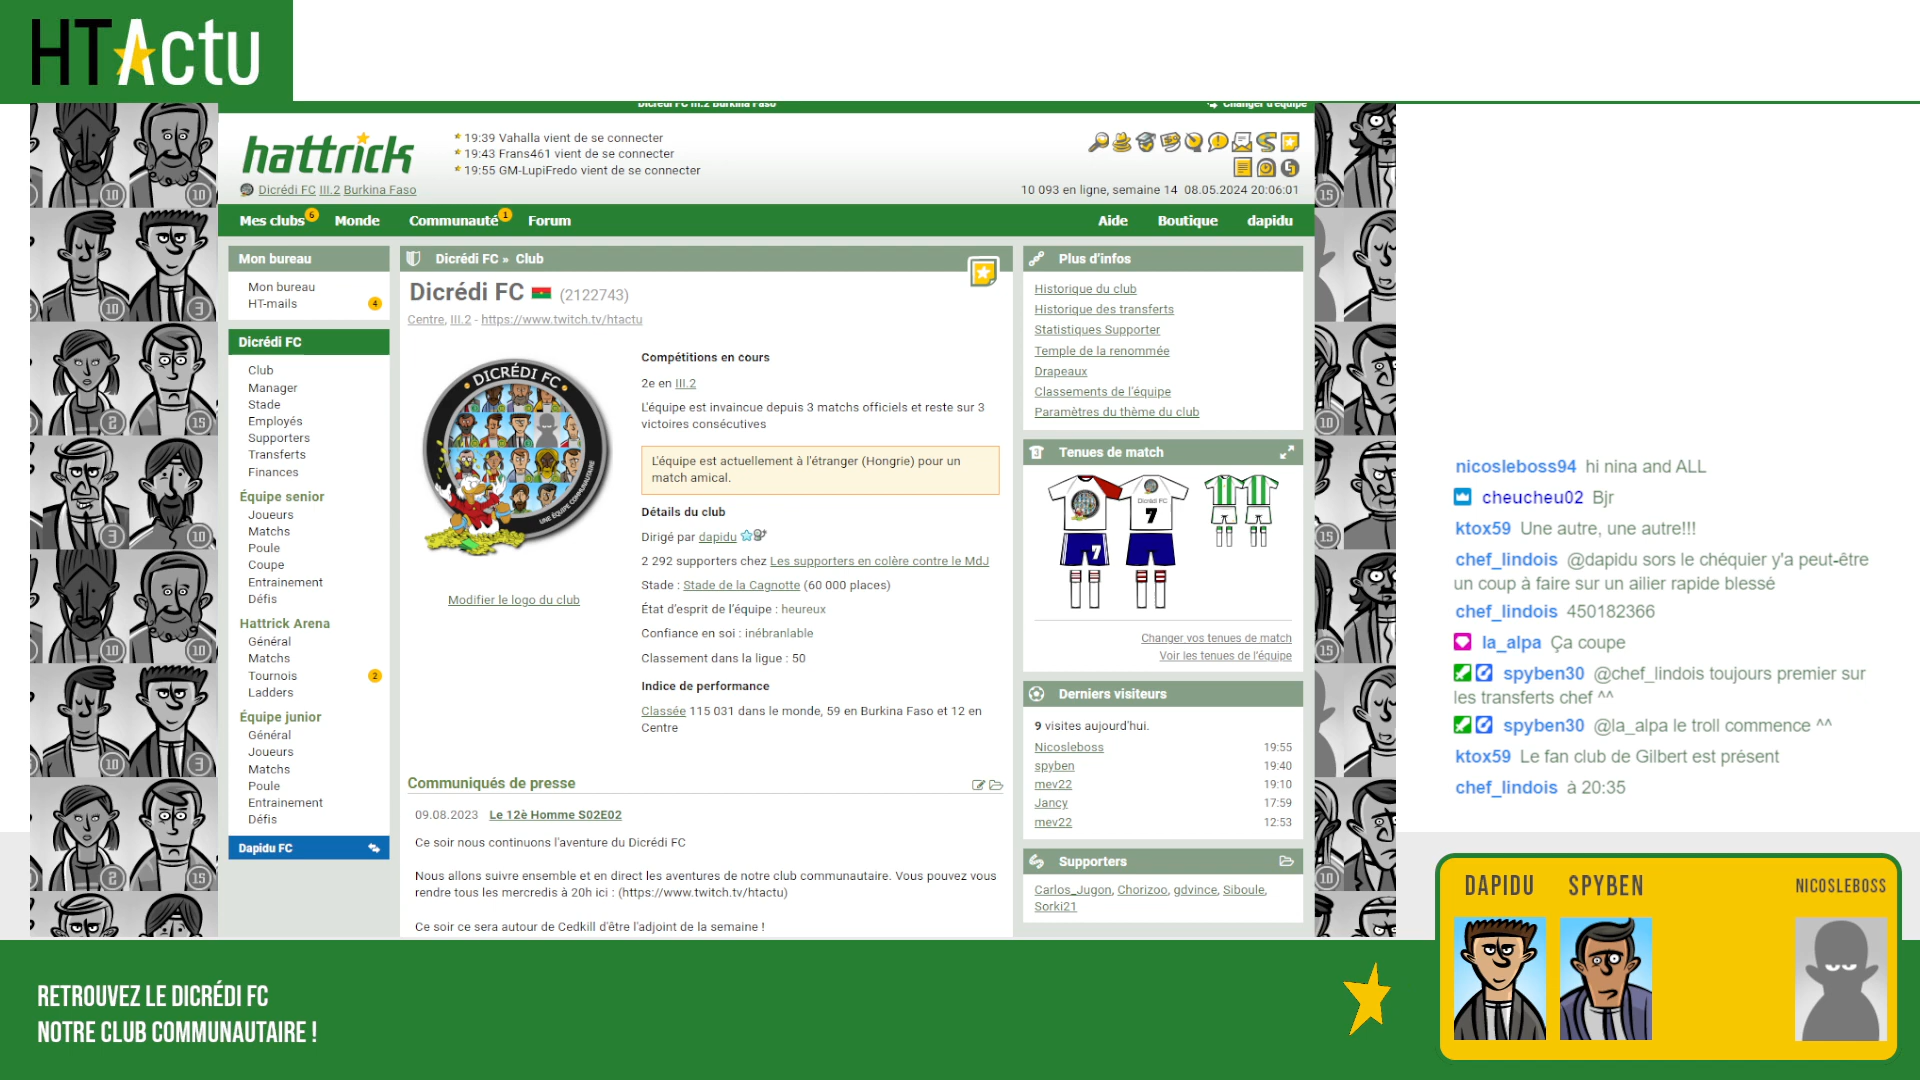 HTActu
Dicrédi FC III.2 Burkina Faso
Changer d'équipe
hattrick
19:39 Vahalla vient de se connecter
19:43 Frans461 vient de se connecter
19:55 GM-LupiFredo vient de se connecter
Dicrédi FC III.2 Burkina Faso
10 093 en ligne, semaine 14 08.05.2024 20:06:01
Mes clubs 6 Monde Communauté 1 Forum
Aide Boutique dapidu
Mon bureau
Mon bureau
HT-mails 4
Dicrédi FC
Club
Manager
Stade
Employés
Supporters
Transferts
Finances
Équipe senior
Joueurs
Matchs
Poule
Coupe
Entrainement
Défis
Hattrick Arena
Général
Matchs
Tournois 2
Ladders
Équipe junior
Général
Joueurs
Matchs
Poule
Entrainement
Défis
Dapidu FC
Dicrédi FC » Club
Dicrédi FC (2122743)
Centre, III.2 - https://www.twitch.tv/htactu
DICRÉDI FC
UNE ÉQUIPE COMMUNAUTAIRE
Modifier le logo du club
Compétitions en cours
2e en III.2
L'équipe est invaincue depuis 3 matchs officiels et reste sur 3
victoires consécutives
L'équipe est actuellement à l'étranger (Hongrie) pour un
match amical.
Détails du club
Dirigé par dapidu
2 292 supporters chez Les supporters en colère contre le MdJ
Stade : Stade de la Cagnotte (60 000 places)
État d'esprit de l'équipe : heureux
Confiance en soi : inébranlable
Classement dans la ligue : 50
Indice de performance
Classée 115 031 dans le monde, 59 en Burkina Faso et 12 en
Centre
Communiqués de presse
09.08.2023 Le 12è Homme S02E02
Ce soir nous continuons l'aventure du Dicrédi FC
Nous allons suivre ensemble et en direct les aventures de notre club communautaire. Vous pouvez vous
rendre tous les mercredis à 20h ici : (https://www.twitch.tv/htactu)
Ce soir ce sera autour de Cedkill d'être l'adjoint de la semaine !
Plus d'infos
Historique du club
Historique des transferts
Statistiques Supporter
Temple de la renommée
Drapeaux
Classements de l'équipe
Paramètres du thème du club
Tenues de match
Dicrédi FC
7
7
Changer vos tenues de match
Voir les tenues de l'équipe
Derniers visiteurs
9 visites aujourd'hui.
Nicosleboss 19:55
spyben 19:40
mev22 19:10
Jancy 17:59
mev22 12:53
Supporters
Carlos_Jugon, Chorizoo, gdvince, Siboule,
Sorki21
nicosleboss94 hi nina and ALL
cheucheu02 Bjr
ktox59 Une autre, une autre!!!
chef_lindois @dapidu sors le chéquier y'a peut-être
un coup à faire sur un ailier rapide blessé
chef_lindois 450182366
la_alpa Ça coupe
spyben30 @chef_lindois toujours premier sur
les transferts chef ^^
spyben30 @la_alpa le troll commence ^^
ktox59 Le fan club de Gilbert est présent
chef_lindois à 20:35
DAPIDU SPYBEN NICOSLEBOSS
RETROUVEZ LE DICRÉDI FC
NOTRE CLUB COMMUNAUTAIRE !